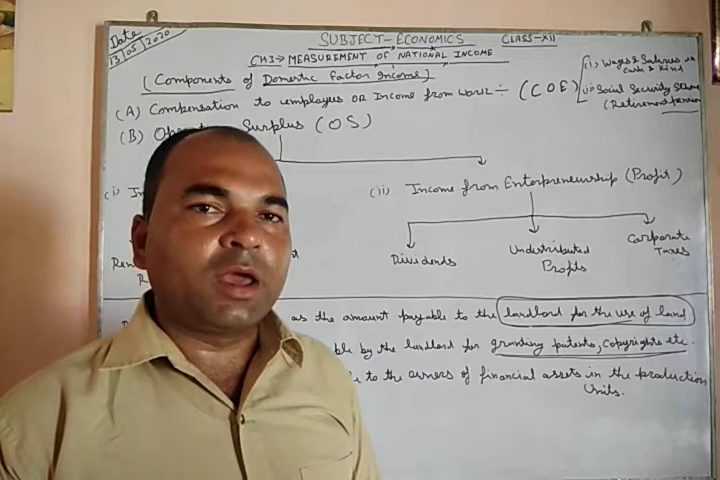 Date
13/05/2020
SUBJECT-ECONOMICS CLASS-XII
CH3→ MEASUREMENT OF NATIONAL INCOME
(Components of Domestic Factor Income)
(i) Wages & Salaries in
Cash & Kind
(A) Compensation to employees OR Income from work ÷ (COE)
(ii) Social Security
(Retirement pension
(B) Surplus (OS)
(i)
(ii) Income from Enterpreneurship (Profit)
Dividends
Undistributed
Profits
Corporate
Taxes
as the amount payable to the landlord for the use of land
by the landlord for granting patents, copyrights etc.
to the owners of financial assets in the production
Units.